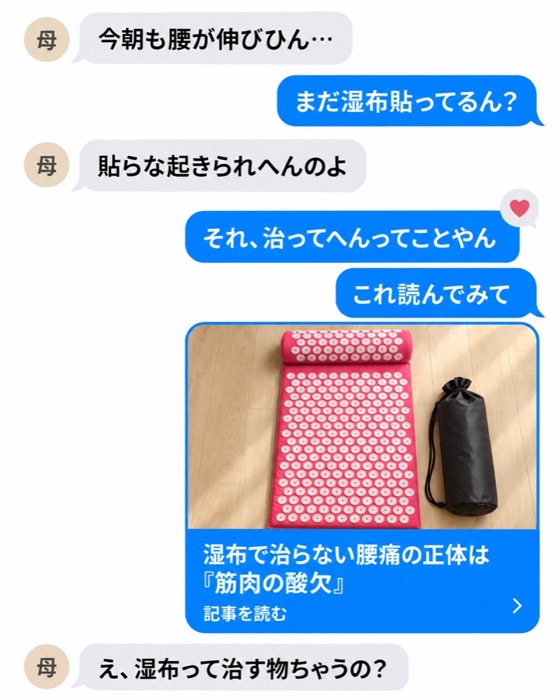 母
今朝も腰が伸びひん…
まだ湿布貼ってるん?
母
貼らな起きられへんのよ
それ、治ってへんってことやん
これ読んでみて
湿布で治らない腰痛の正体は
『筋肉の酸欠』
記事を読む
母
え、湿布って治す物ちゃうの?